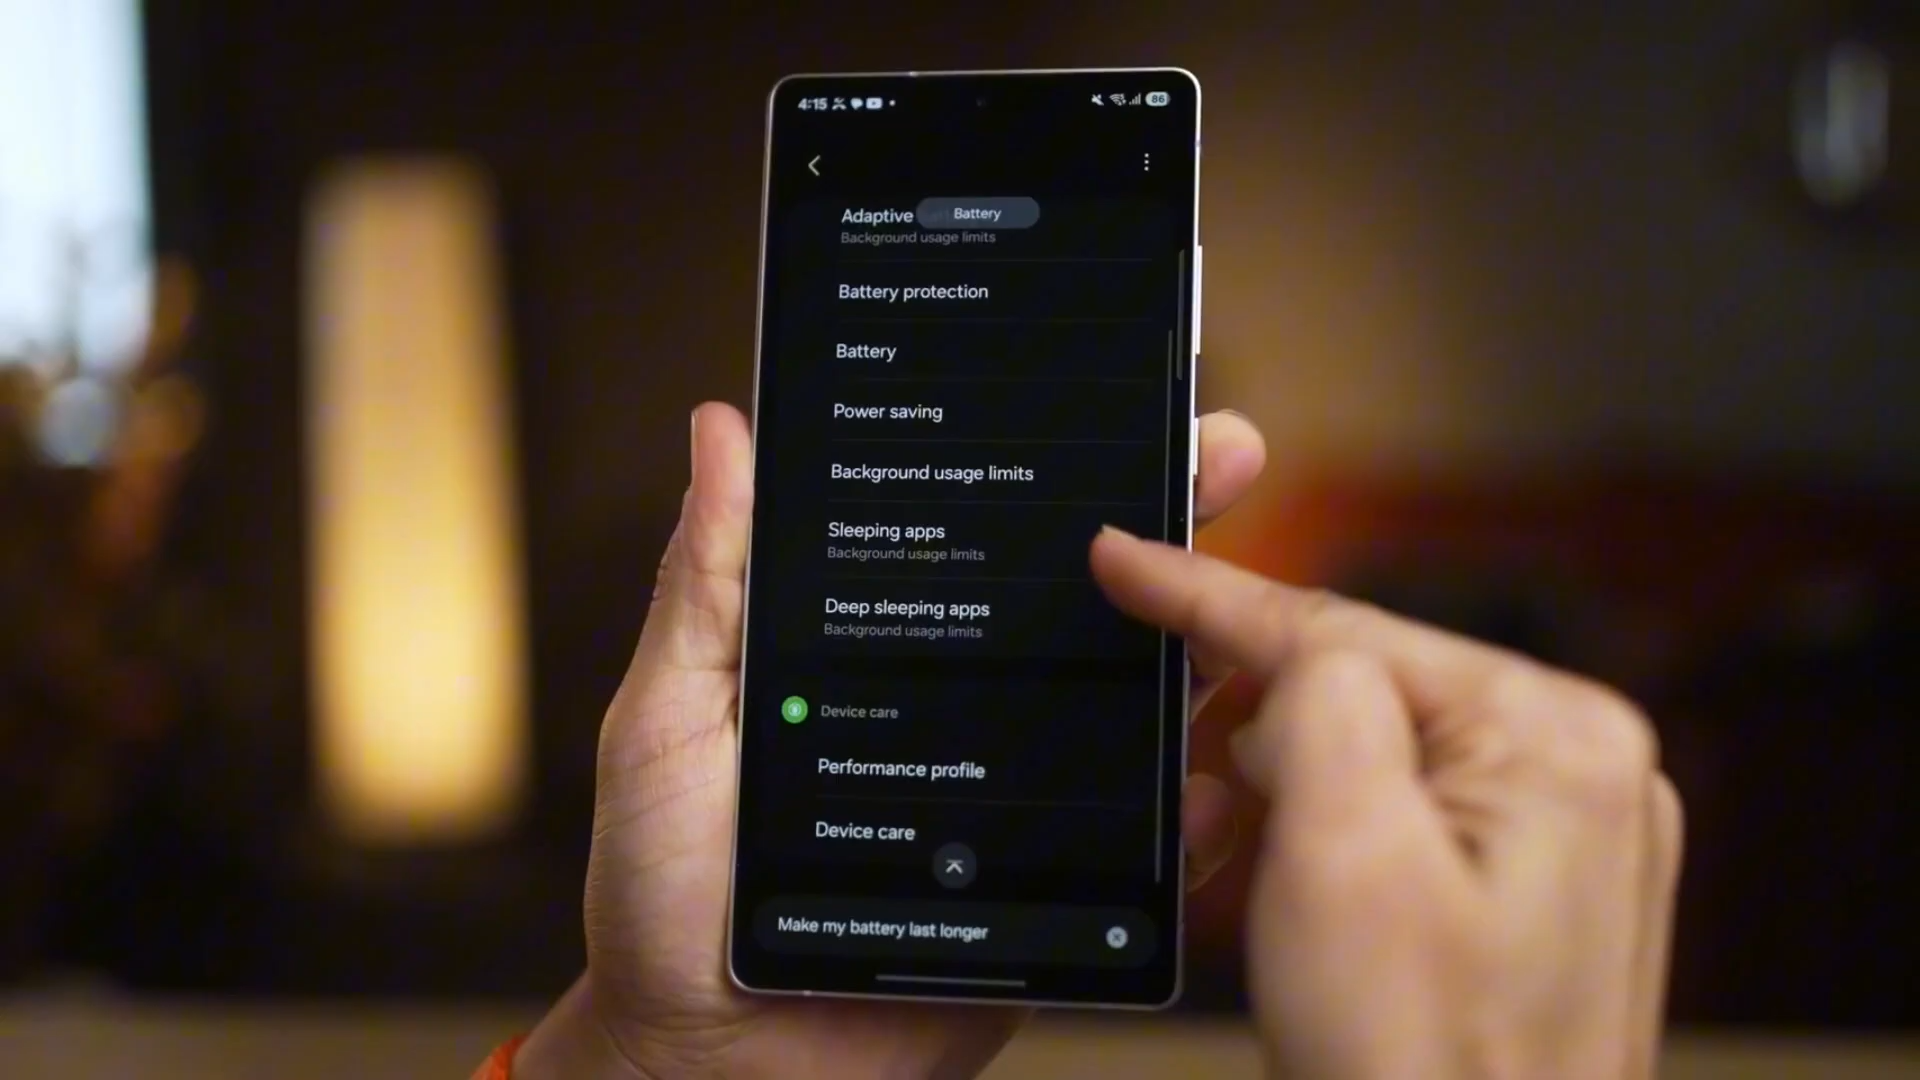 4:15
86
Adaptive
Battery
Background usage limits
Battery protection
Battery
Power saving
Background usage limits
Sleeping apps
Background usage limits
Deep sleeping apps
Background usage limits
Device care
Performance profile
Device care
Make my battery last longer